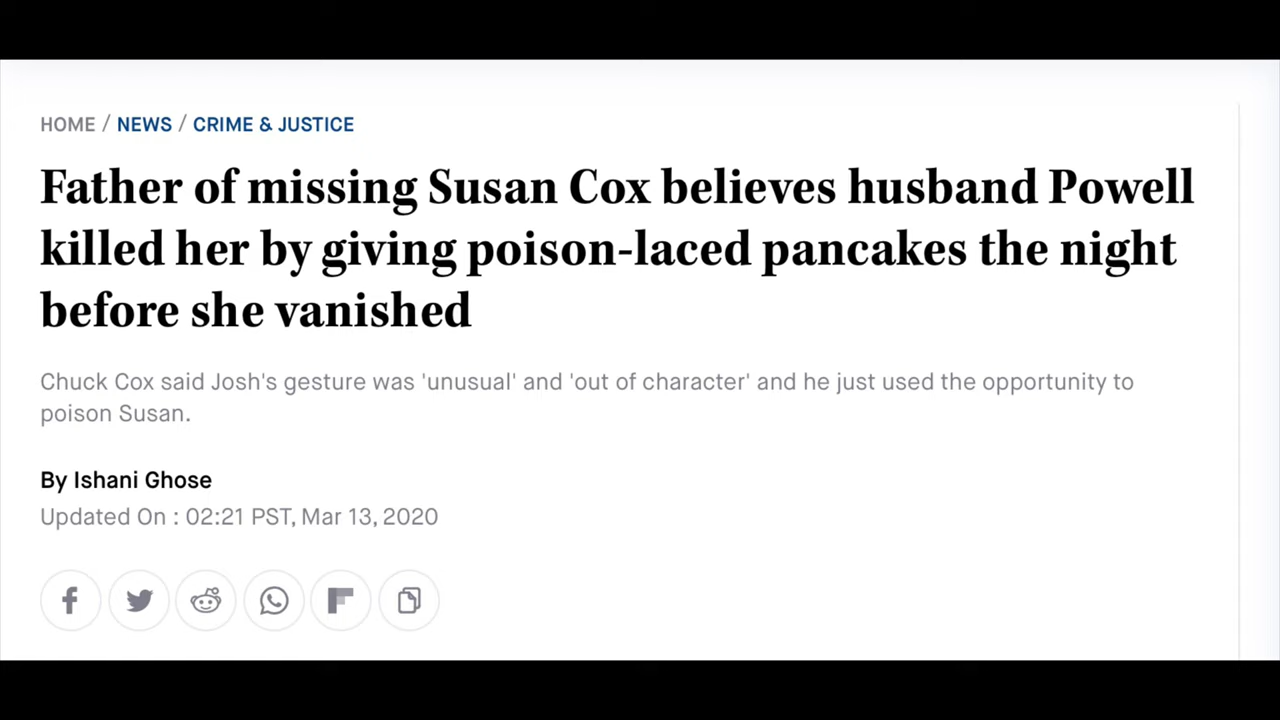 HOME / NEWS / CRIME & JUSTICE
Father of missing Susan Cox believes husband Powell
killed her by giving poison-laced pancakes the night
before she vanished
Chuck Cox said Josh's gesture was 'unusual' and 'out of character' and he just used the opportunity to
poison Susan.
By Ishani Ghose
Updated On : 02:21 PST, Mar 13, 2020